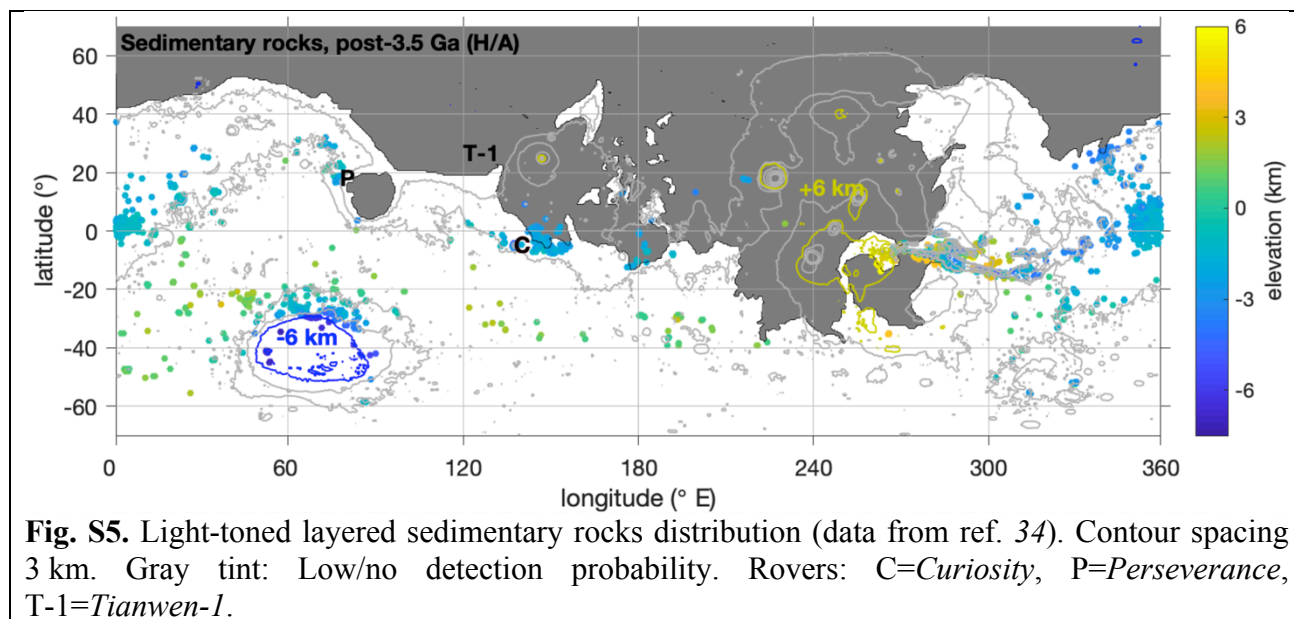 Sedimentary rocks, post-3.5 Ga (H/A)
60
40
20
0
-20
-40
-60
latitude (°)
T-1
P
C
+6 km
-6 km
0
60
120
180
240
300
360
longitude (° E)
6
3
0
-3
-6
elevation (km)
Fig. S5. Light-toned layered sedimentary rocks distribution (data from ref. 34). Contour spacing
3 km. Gray tint: Low/no detection probability. Rovers: C=Curiosity, P=Perseverance,
T-1=Tianwen-1.